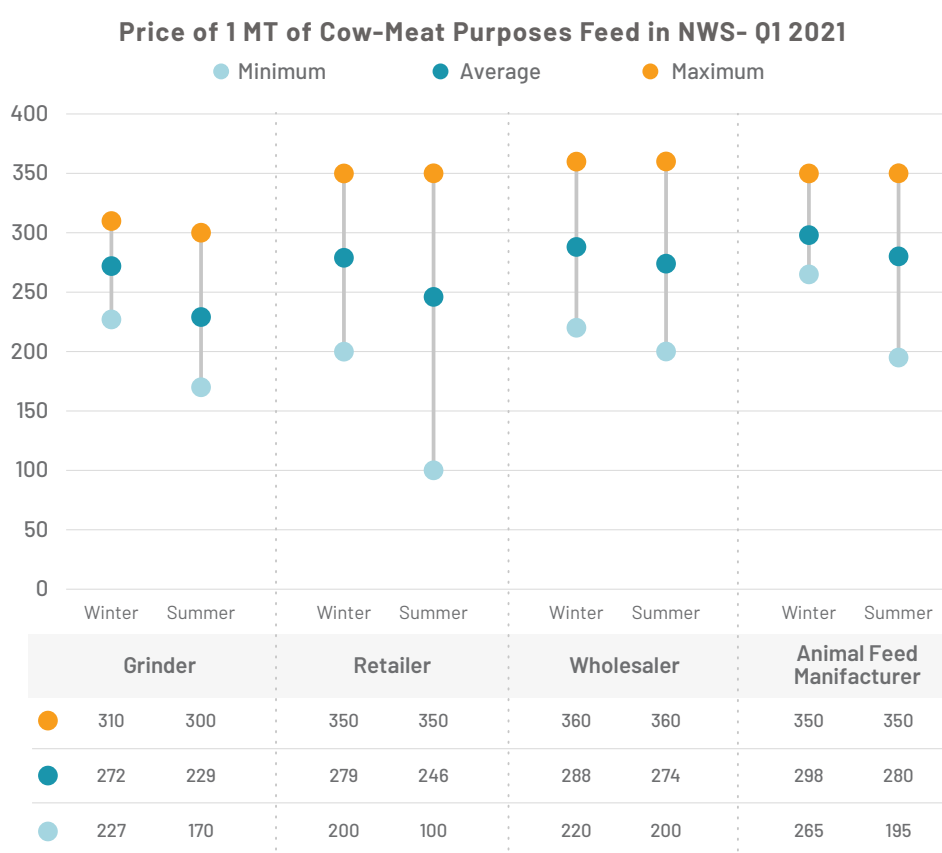 Price of 1 MT of Cow-Meat Purposes Feed in NWS- Q1 2021
Minimum Average Maximum
400
350
300
250
200
150
100
50
0
Winter Summer Winter Summer Winter Summer Winter Summer
Grinder Retailer Wholesaler Animal Feed
Manifacturer
310 300 350 350 360 360 350 350
272 229 279 246 288 274 298 280
227 170 200 100 220 200 265 195